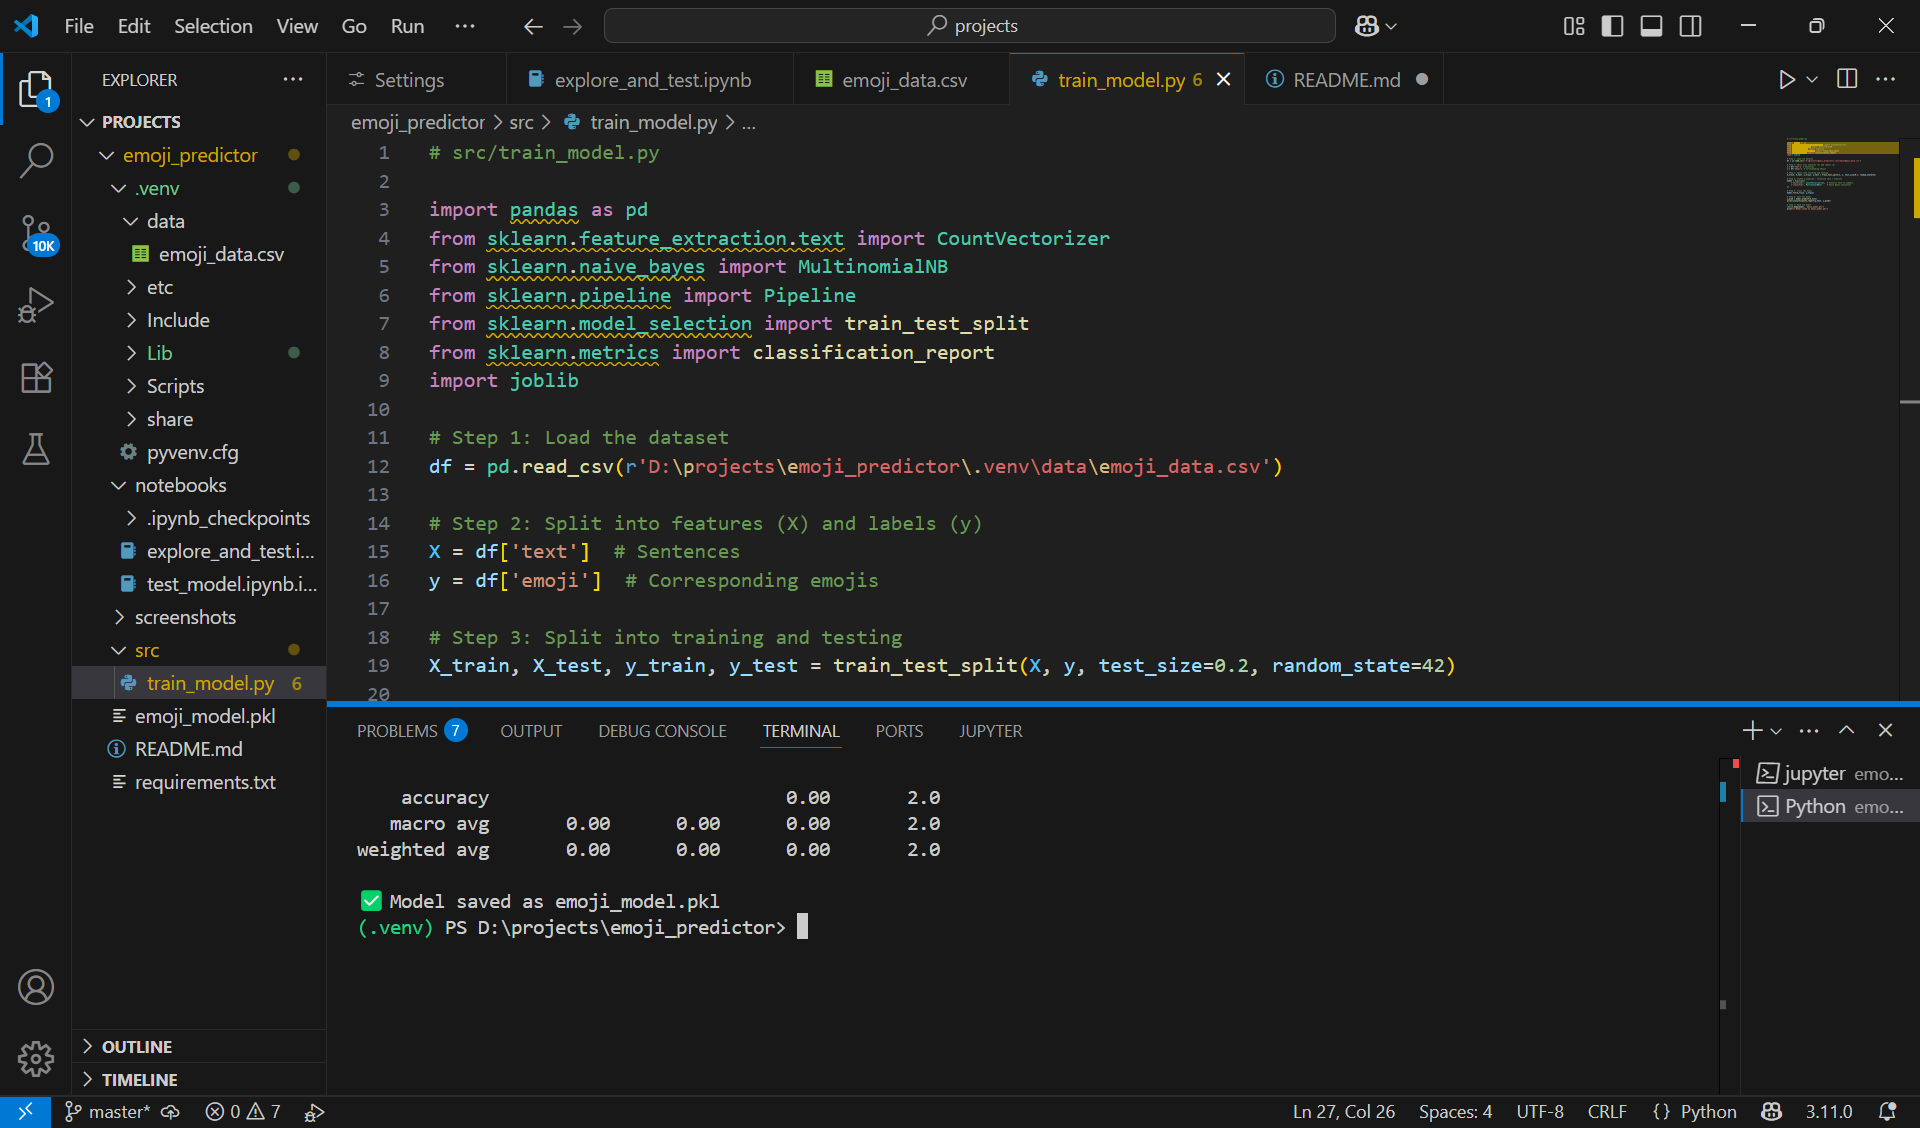 File Edit Selection View Go Run ... projects
EXPLORER ...
Settings explore_and_test.ipynb emoji_data.csv train_model.py 6 README.md
PROJECTS
emoji_predictor
.venv
data
emoji_data.csv
etc
Include
Lib
Scripts
share
pyvenv.cfg
notebooks
.ipynb_checkpoints
explore_and_test.i...
test_model.ipynb.i...
screenshots
src
train_model.py 6
emoji_model.pkl
README.md
requirements.txt
OUTLINE
TIMELINE
1
10K
emoji_predictor > src > train_model.py > ...
1 # src/train_model.py
2
3 import pandas as pd
4 from sklearn.feature_extraction.text import CountVectorizer
5 from sklearn.naive_bayes import MultinomialNB
6 from sklearn.pipeline import Pipeline
7 from sklearn.model_selection import train_test_split
8 from sklearn.metrics import classification_report
9 import joblib
10
11 # Step 1: Load the dataset
12 df = pd.read_csv(r'D:\projects\emoji_predictor\.venv\data\emoji_data.csv')
13
14 # Step 2: Split into features (X) and labels (y)
15 X = df['text']  # Sentences
16 y = df['emoji']  # Corresponding emojis
17
18 # Step 3: Split into training and testing
19 X_train, X_test, y_train, y_test = train_test_split(X, y, test_size=0.2, random_state=42)
20
PROBLEMS 7 OUTPUT DEBUG CONSOLE TERMINAL PORTS JUPYTER
accuracy 0.00 2.0
macro avg 0.00 0.00 0.00 2.0
weighted avg 0.00 0.00 0.00 2.0
✅ Model saved as emoji_model.pkl
(.venv) PS D:\projects\emoji_predictor>
jupyter emo...
Python emo...
master* 0 7 Ln 27, Col 26 Spaces: 4 UTF-8 CRLF {} Python 3.11.0